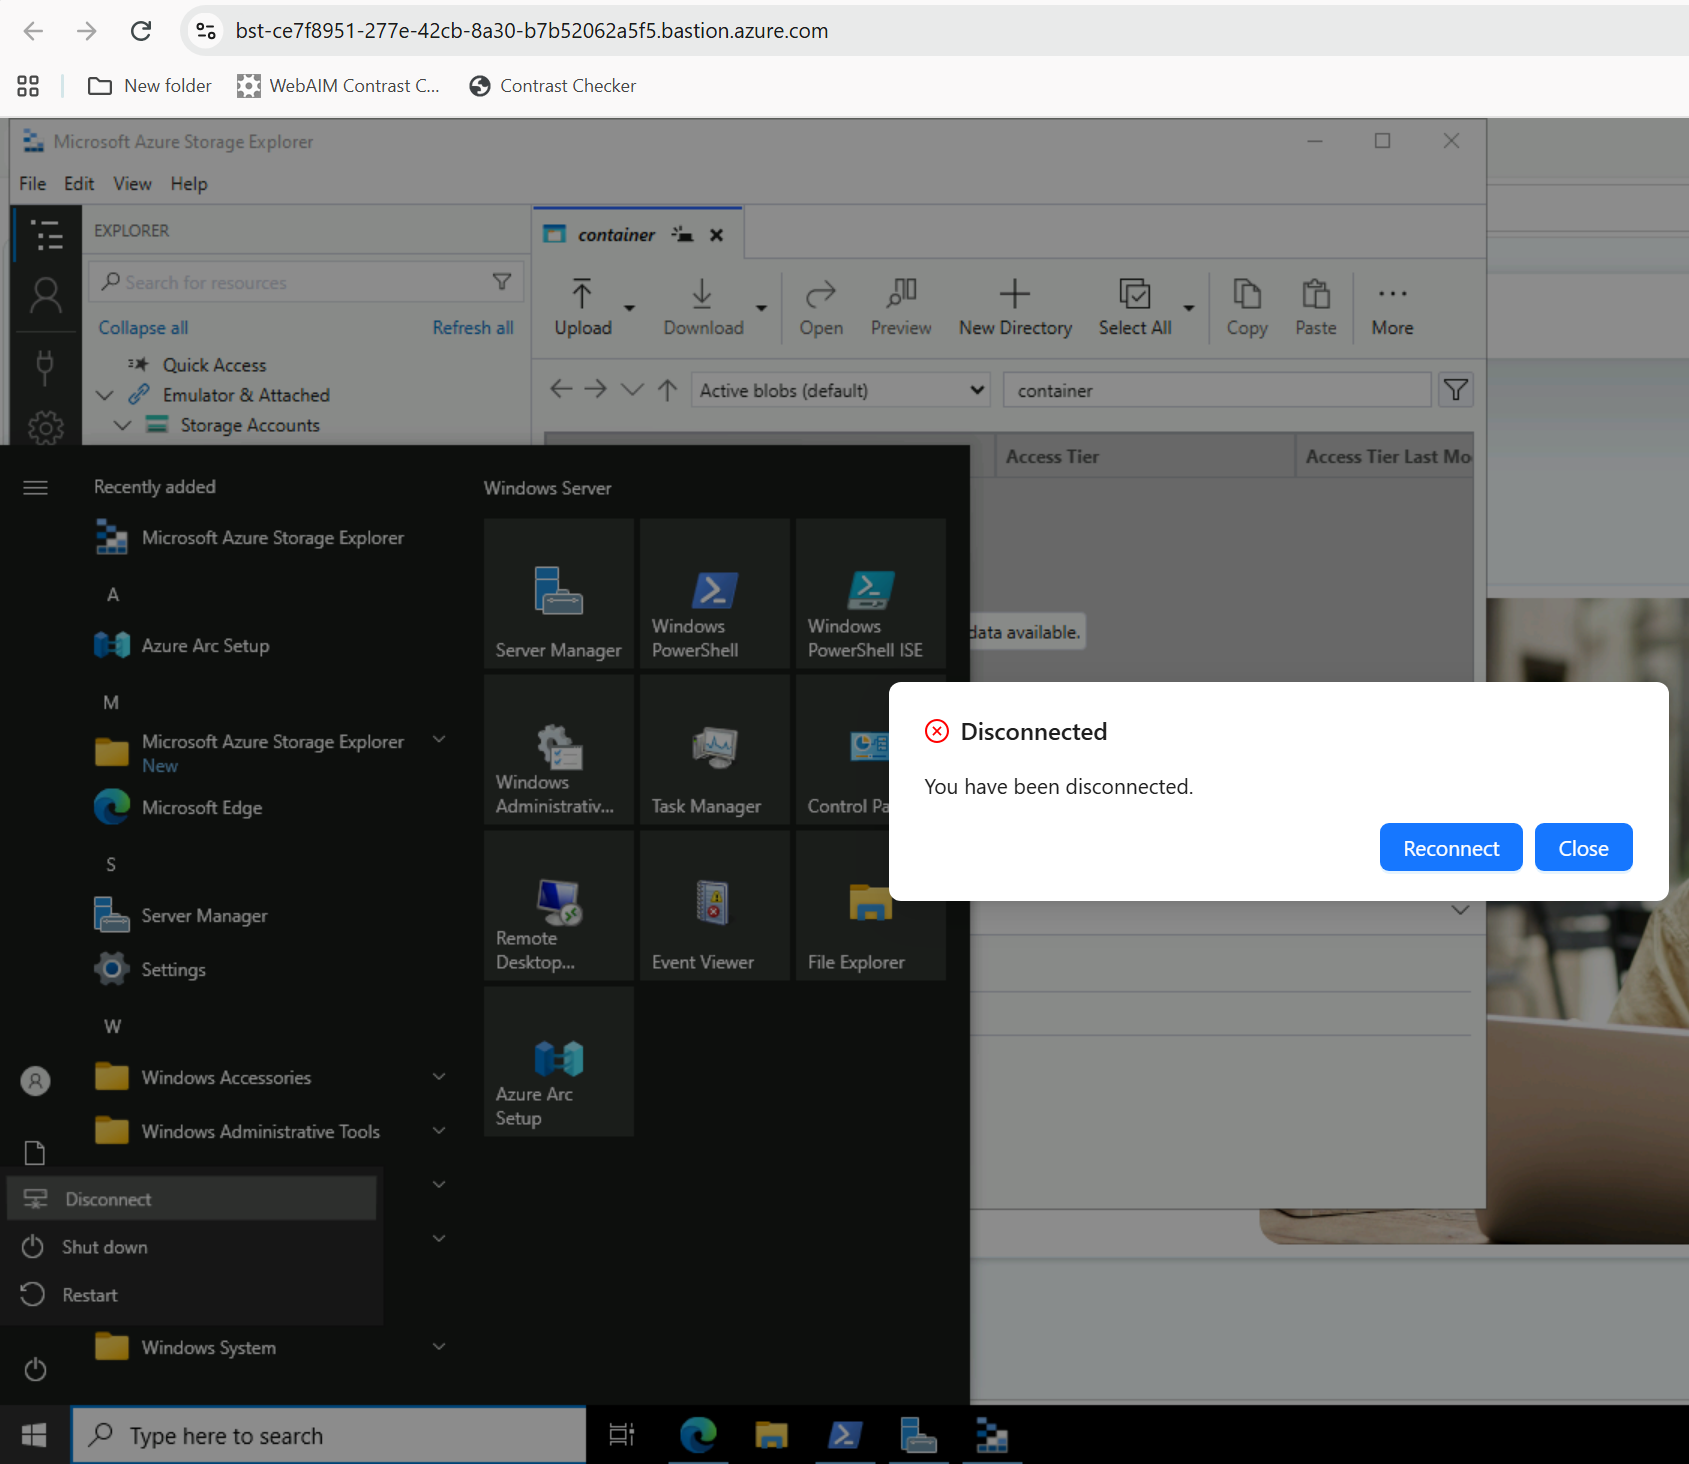 bst-ce7f8951-277e-42cb-8a30-b7b52062a5f5.bastion.azure.com
New folder
WebAIM Contrast C...
Contrast Checker
Microsoft Azure Storage Explorer
File Edit View Help
EXPLORER
Search for resources
Collapse all
Refresh all
Quick Access
Emulator & Attached
Storage Accounts
container
Upload
Download
Open
Preview
New Directory
Select All
Copy
Paste
More
Active blobs (default)
container
Access Tier
Access Tier Last Mo
data available.
Recently added
Microsoft Azure Storage Explorer
A
Azure Arc Setup
M
Microsoft Azure Storage Explorer
New
Microsoft Edge
S
Server Manager
Settings
W
Windows Accessories
Windows Administrative Tools
Disconnect
Shut down
Restart
Windows System
Windows Server
Server Manager
Windows
PowerShell
Windows
PowerShell ISE
Windows
Administrativ...
Task Manager
Control Pa
Remote
Desktop...
Event Viewer
File Explorer
Azure Arc
Setup
Disconnected
You have been disconnected.
Reconnect
Close
Type here to search